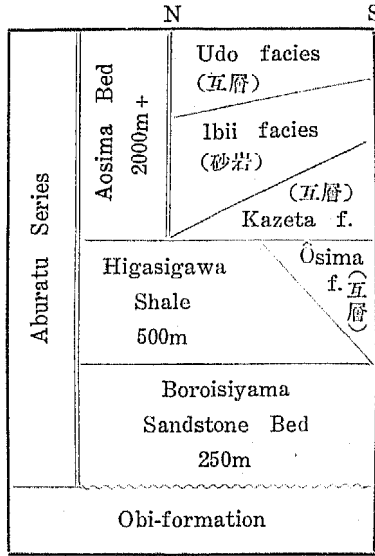 N
S
Aburatu Series
Aosima Bed
2000m+
Udo facies
(互層)
Ibii facies
(砂岩)
(互層)
Kazeta f.
Higasigawa
Shale
500m
Ôsima
f.(互層)
Boroisiyama
Sandstone Bed
250m
Obi-formation